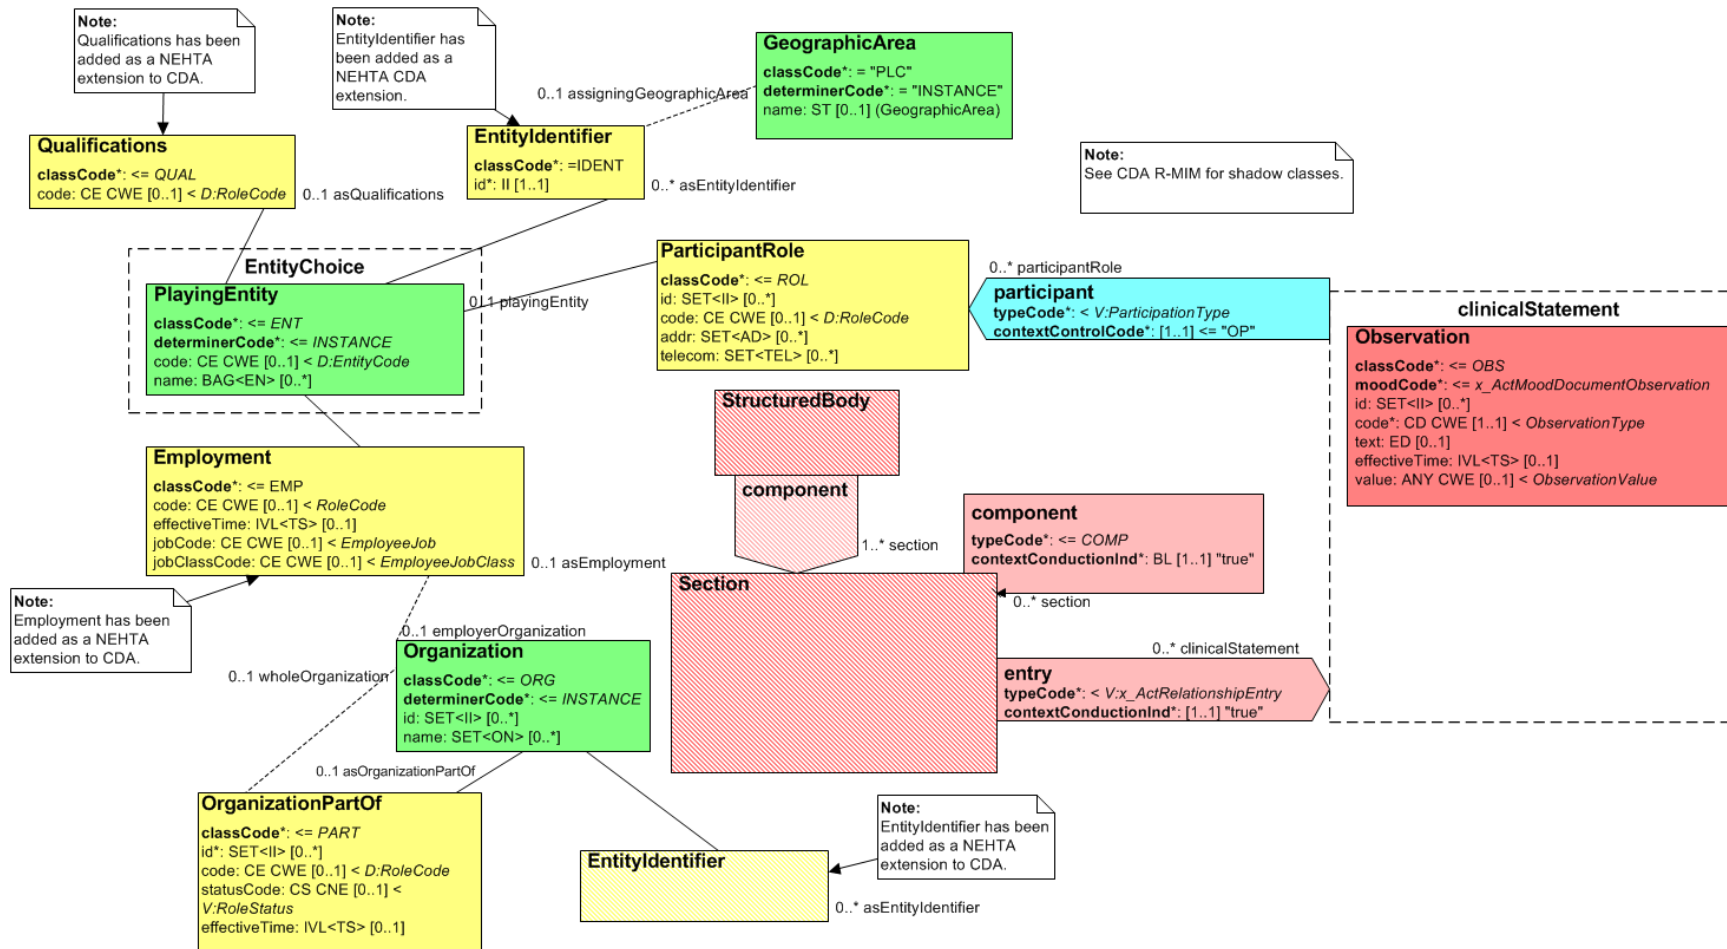 Note:
Qualifications has been
added as a NEHTA
extension to CDA.
Note:
EntityIdentifier has
been added as a
NEHTA CDA
extension.
GeographicArea
classCode*: = "PLC"
determinerCode*: = "INSTANCE"
name: ST [0..1] (GeographicArea)
0..1 assigningGeographicArea
Qualifications
classCode*: <= QUAL
code: CE CWE [0..1] < D:RoleCode
EntityIdentifier
classCode*: =IDENT
id*: II [1..1]
Note:
See CDA R-MIM for shadow classes.
0..1 asQualifications
0..* asEntityIdentifier
EntityChoice
PlayingEntity
classCode*: <= ENT
determinerCode*: <= INSTANCE
code: CE CWE [0..1] < D:EntityCode
name: BAG<EN> [0..*]
0..1 playingEntity
ParticipantRole
classCode*: <= ROL
id: SET<II> [0..*]
code: CE CWE [0..1] < D:RoleCode
addr: SET<AD> [0..*]
telecom: SET<TEL> [0..*]
0..* participantRole
participant
typeCode*: < V:ParticipationType
contextControlCode*: [1..1] <= "OP"
clinicalStatement
Observation
classCode*: <= OBS
moodCode*: <= x_ActMoodDocumentObservation
id: SET<II> [0..*]
code*: CD CWE [1..1] < ObservationType
text: ED [0..1]
effectiveTime: IVL<TS> [0..1]
value: ANY CWE [0..1] < ObservationValue
StructuredBody
component
1..* section
Employment
classCode*: <= EMP
code: CE CWE [0..1] < RoleCode
effectiveTime: IVL<TS> [0..1]
jobCode: CE CWE [0..1] < EmployeeJob
jobClassCode: CE CWE [0..1] < EmployeeJobClass
0..1 asEmployment
component
typeCode*: <= COMP
contextConductionInd*: BL [1..1] "true"
0..* section
Section
Note:
Employment has been
added as a NEHTA
extension to CDA.
0..1 employerOrganization
0..1 wholeOrganization
Organization
classCode*: <= ORG
determinerCode*: <= INSTANCE
id: SET<II> [0..*]
name: SET<ON> [0..*]
0..* clinicalStatement
entry
typeCode*: < V:x_ActRelationshipEntry
contextConductionInd*: [1..1] "true"
0..1 asOrganizationPartOf
OrganizationPartOf
classCode*: <= PART
id*: SET<II> [0..*]
code: CE CWE [0..1] < D:RoleCode
statusCode: CS CNE [0..1] <
V:RoleStatus
effectiveTime: IVL<TS> [0..1]
EntityIdentifier
Note:
EntityIdentifier has been
added as a NEHTA
extension to CDA.
0..* asEntityIdentifier